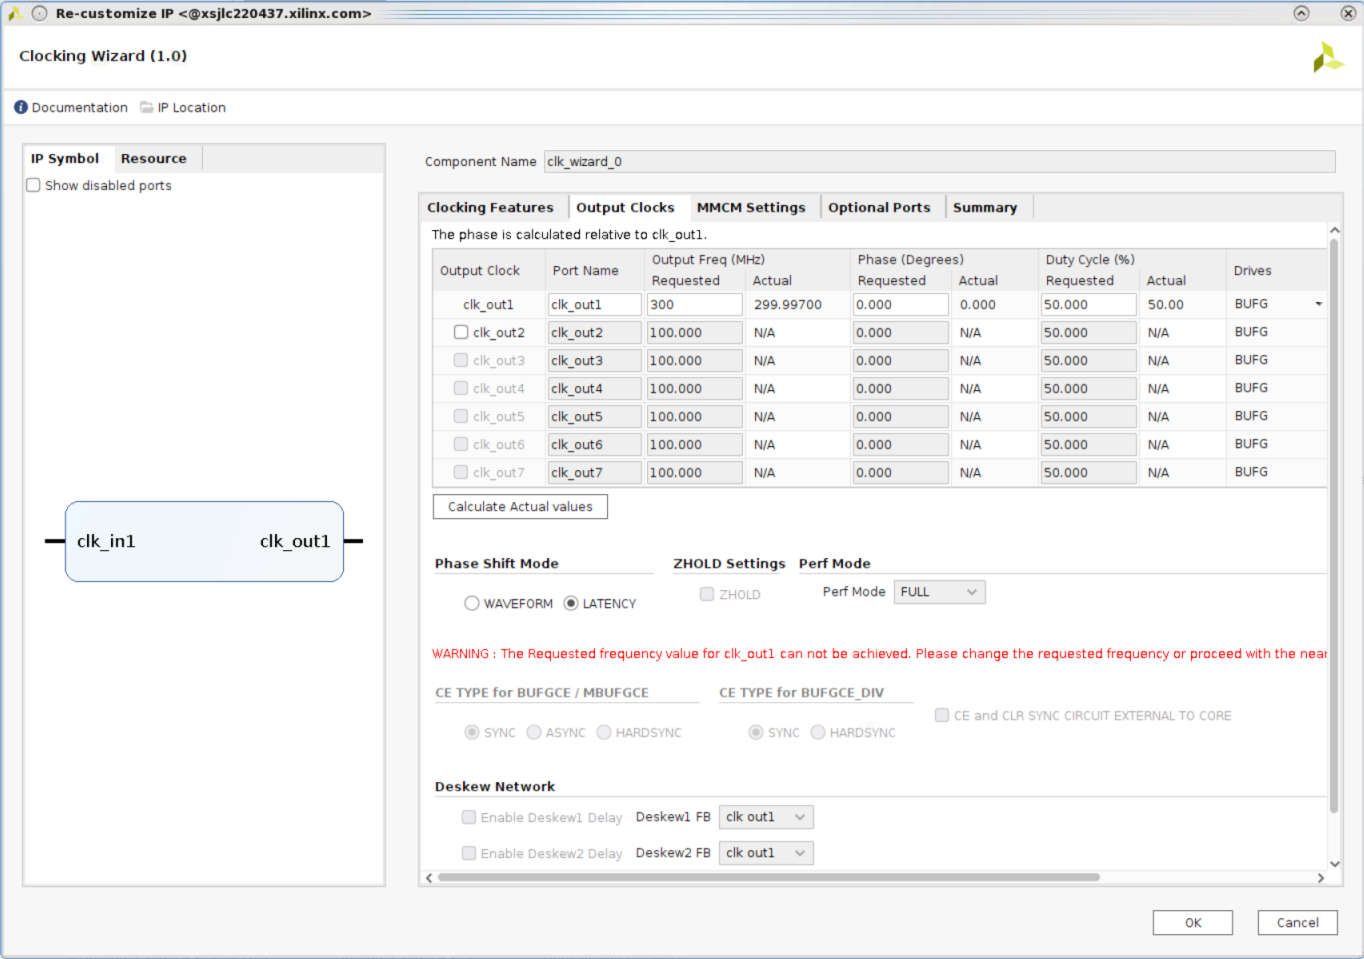 Re-customize IP <@xsjlc220437.xilinx.com>
Clocking Wizard (1.0)
Documentation IP Location
IP Symbol Resource
Show disabled ports
clk_in1 clk_out1
Component Name clk_wizard_0
Clocking Features Output Clocks MMCM Settings Optional Ports Summary
The phase is calculated relative to clk_out1.
Output Clock Port Name Output Freq (MHz) Phase (Degrees) Duty Cycle (%) Drives
Requested Actual Requested Actual Requested Actual
clk_out1 clk_out1 300 299.99700 0.000 0.000 50.000 50.00 BUFG
clk_out2 clk_out2 100.000 N/A 0.000 N/A 50.000 N/A BUFG
clk_out3 clk_out3 100.000 N/A 0.000 N/A 50.000 N/A BUFG
clk_out4 clk_out4 100.000 N/A 0.000 N/A 50.000 N/A BUFG
clk_out5 clk_out5 100.000 N/A 0.000 N/A 50.000 N/A BUFG
clk_out6 clk_out6 100.000 N/A 0.000 N/A 50.000 N/A BUFG
clk_out7 clk_out7 100.000 N/A 0.000 N/A 50.000 N/A BUFG
Calculate Actual values
Phase Shift Mode ZHOLD Settings Perf Mode
WAVEFORM LATENCY ZHOLD Perf Mode FULL
WARNING : The Requested frequency value for clk_out1 can not be achieved. Please change the requested frequency or proceed with the near
CE TYPE for BUFGCE / MBUFGCE CE TYPE for BUFGCE_DIV
SYNC ASYNC HARDSYNC SYNC HARDSYNC CE and CLR SYNC CIRCUIT EXTERNAL TO CORE
Deskew Network
Enable Deskew1 Delay Deskew1 FB clk out1
Enable Deskew2 Delay Deskew2 FB clk out1
OK Cancel